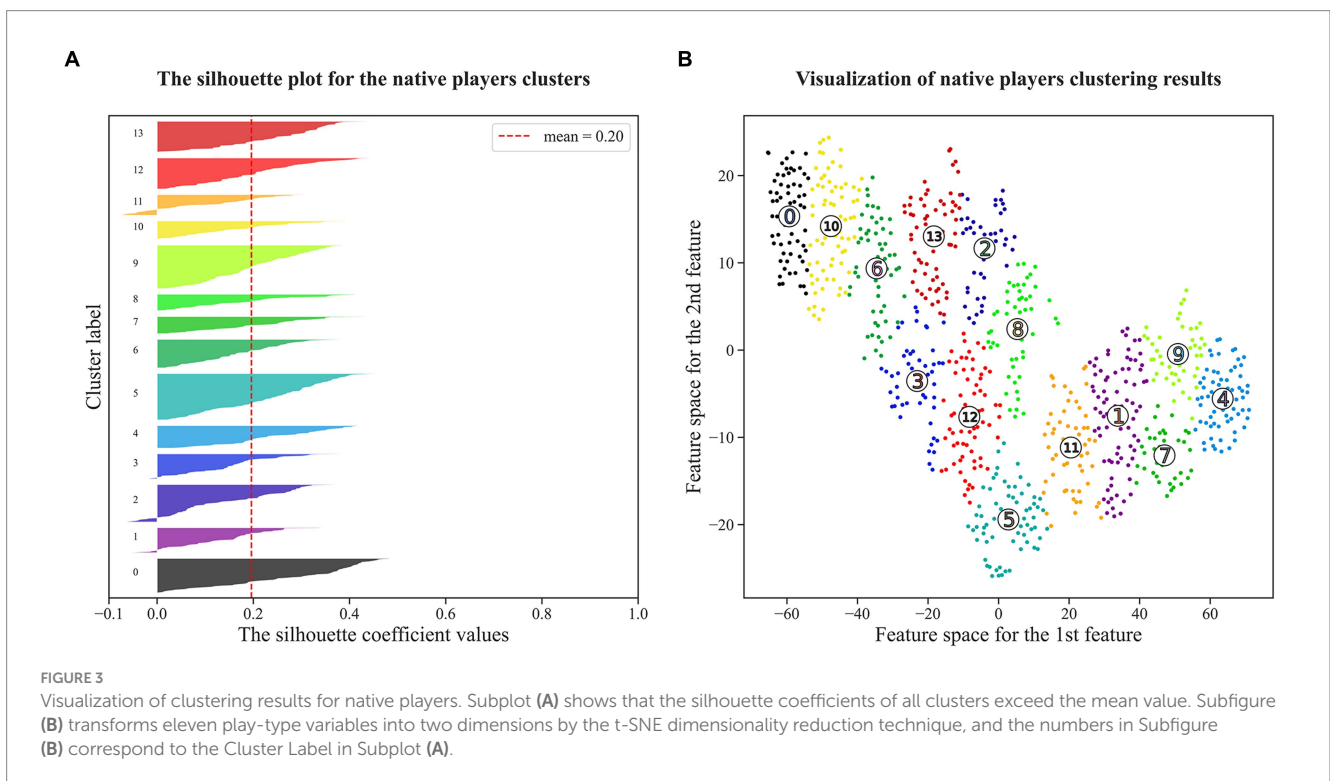 A
The silhouette plot for the native players clusters
13
12
11
10
9
8
7
6
5
4
3
2
1
0
Cluster label
mean = 0.20
−0.1 0.0 0.2 0.4 0.6 0.8 1.0
The silhouette coefficient values
B
Visualization of native players clustering results
20
10
0
−10
−20
Feature space for the 2nd feature
0
10
6
13
2
8
3
12
5
11
1
9
4
7
−60 −40 −20 0 20 40 60
Feature space for the 1st feature
FIGURE 3
Visualization of clustering results for native players. Subplot (A) shows that the silhouette coefficients of all clusters exceed the mean value. Subfigure
(B) transforms eleven play-type variables into two dimensions by the t-SNE dimensionality reduction technique, and the numbers in Subfigure
(B) correspond to the Cluster Label in Subplot (A).